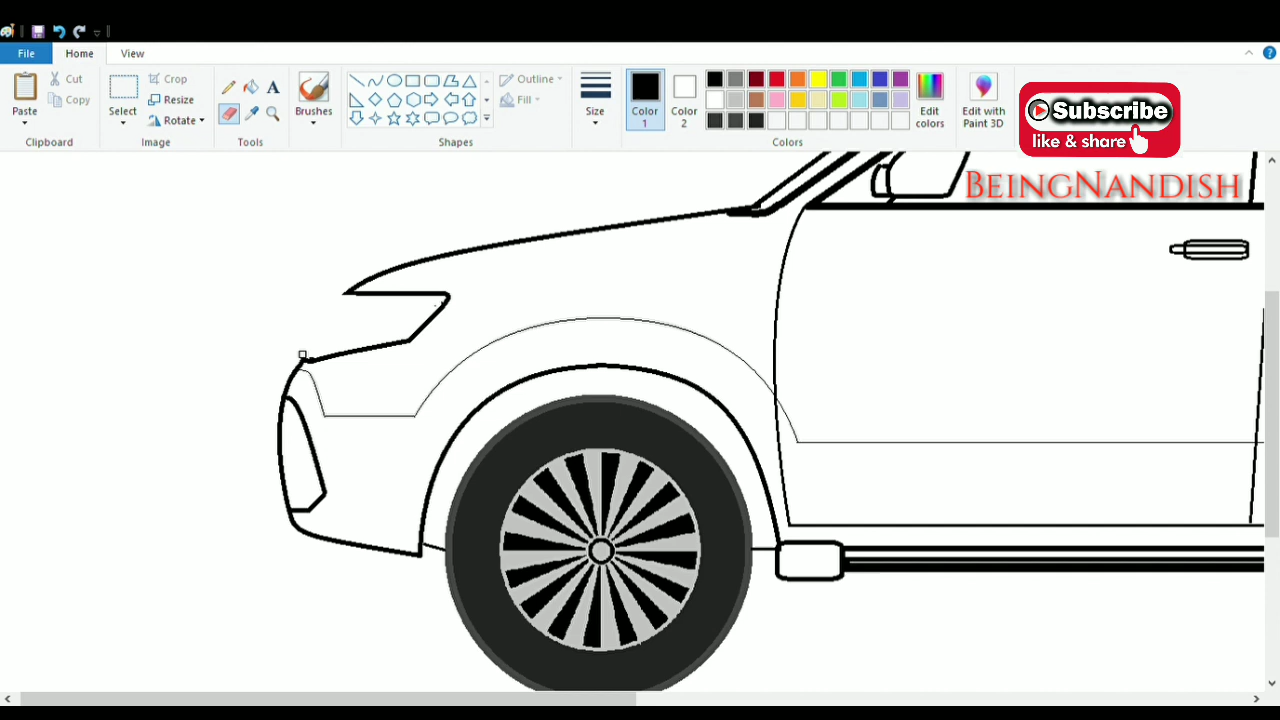 File Home View
Paste
Cut
Copy
Clipboard
Select
Crop
Resize
Rotate
Image
A
Tools
Brushes
Outline
Fill
Shapes
Size
Color
1
Color
2
Edit
colors
Colors
Edit with
Paint 3D
Subscribe
like & share
BEINGNANDISH